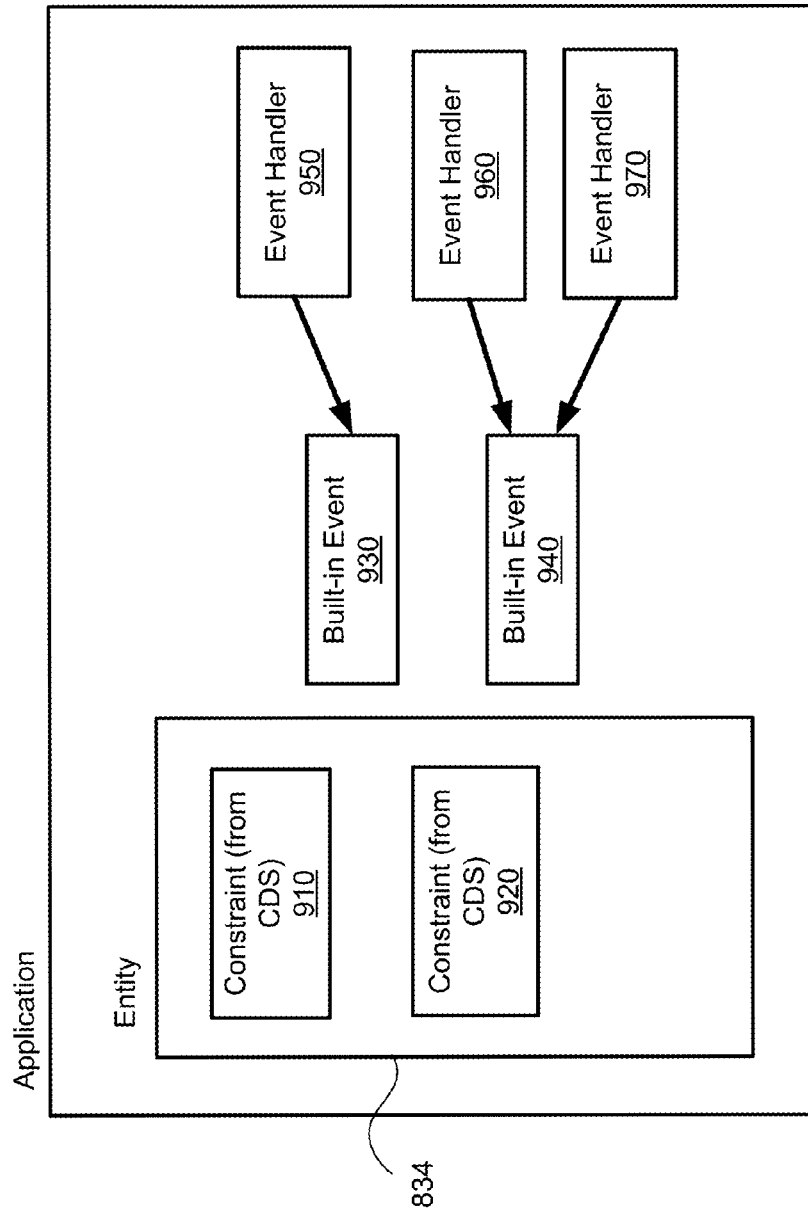 Application
Entity
834
Constraint (from
CDS)
910
Constraint (from
CDS)
920
Built-in Event
930
Built-in Event
940
Event Handler
950
Event Handler
960
Event Handler
970